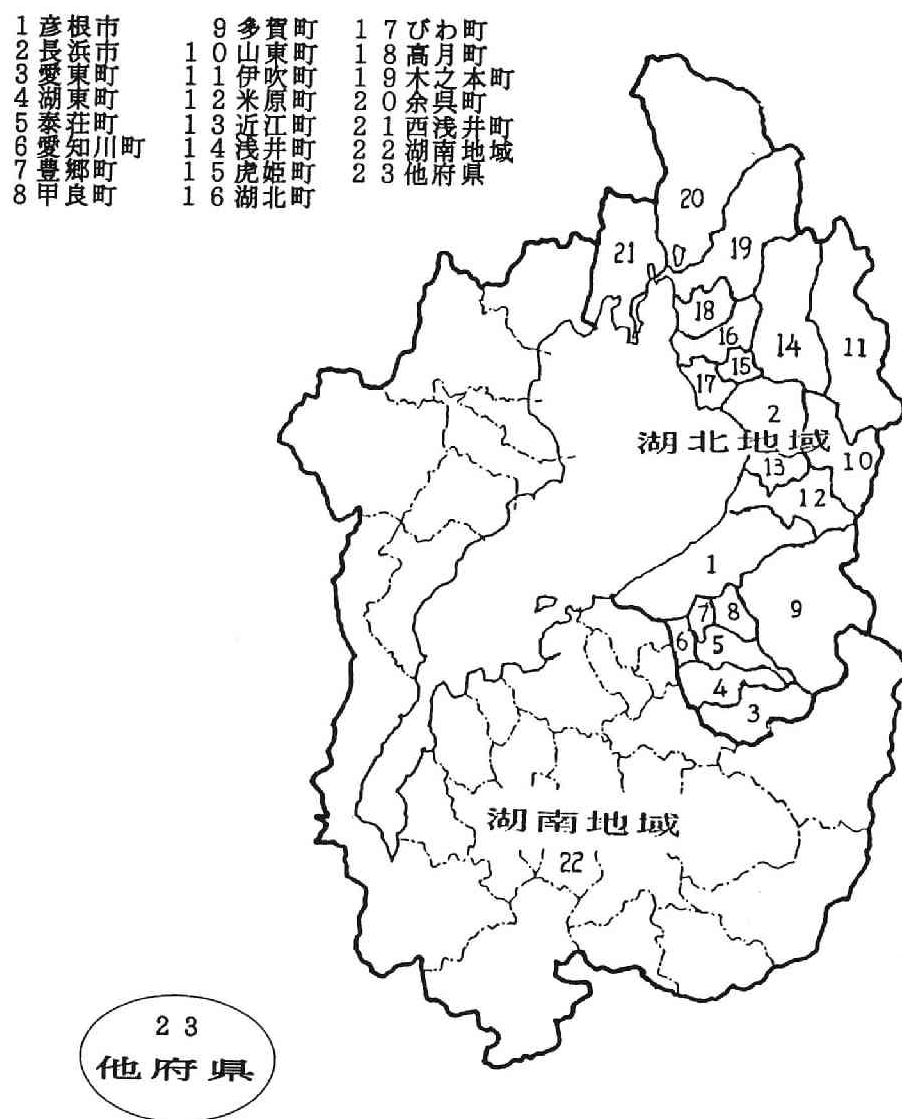 1 彦根市
2 長浜市
3 愛東町
4 湖東町
5 泰荘町
6 愛知川町
7 豊郷町
8 甲良町
9 多賀町
10 山東町
11 伊吹町
12 米原町
13 近江町
14 浅井町
15 虎姫町
16 湖北町
17 びわ町
18 高月町
19 木之本町
20 余呉町
21 西浅井町
22 湖南地域
23 他府県
20
21
19
18
16
14
11
15
17
2
湖北地域
10
13
12
1
7
8
9
6
5
4
3
湖南地域
22
23
他府県